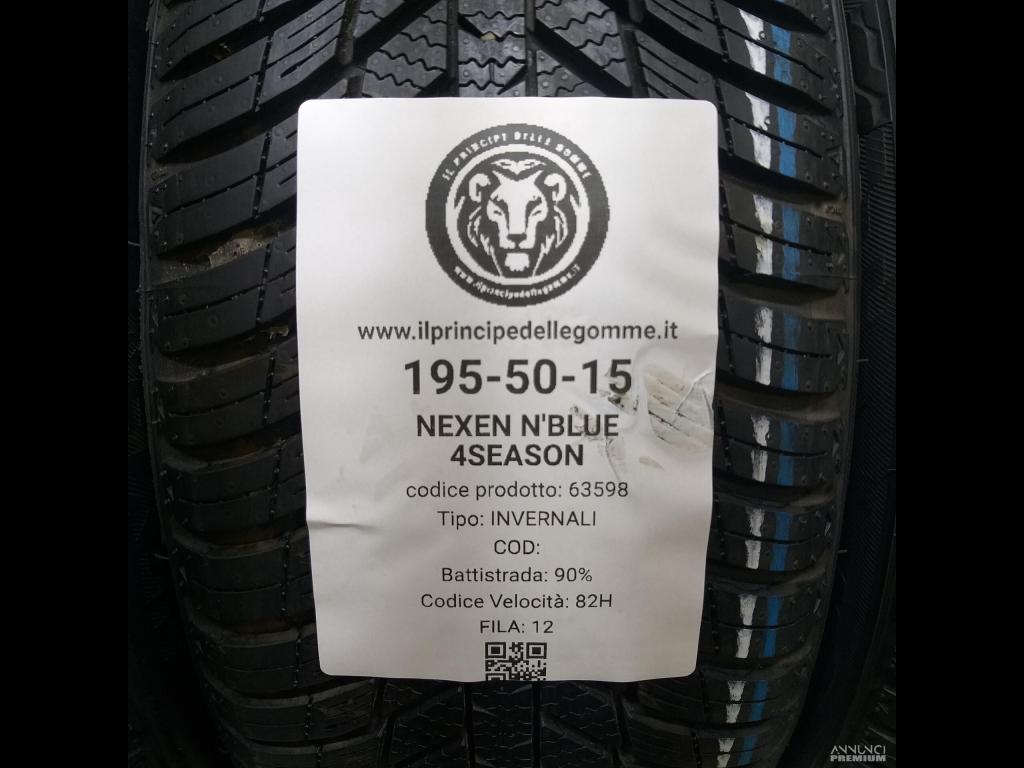 IL PRINCIPE DELLE GOMME
www.ilprincipedellegomme.it
www.ilprincipedellegomme.it
195-50-15
NEXEN N'BLUE
4SEASON
codice prodotto: 63598
Tipo: INVERNALI
COD:
Battistrada: 90%
Codice Velocità: 82H
FILA: 12
ANNUNCI
PREMIUM